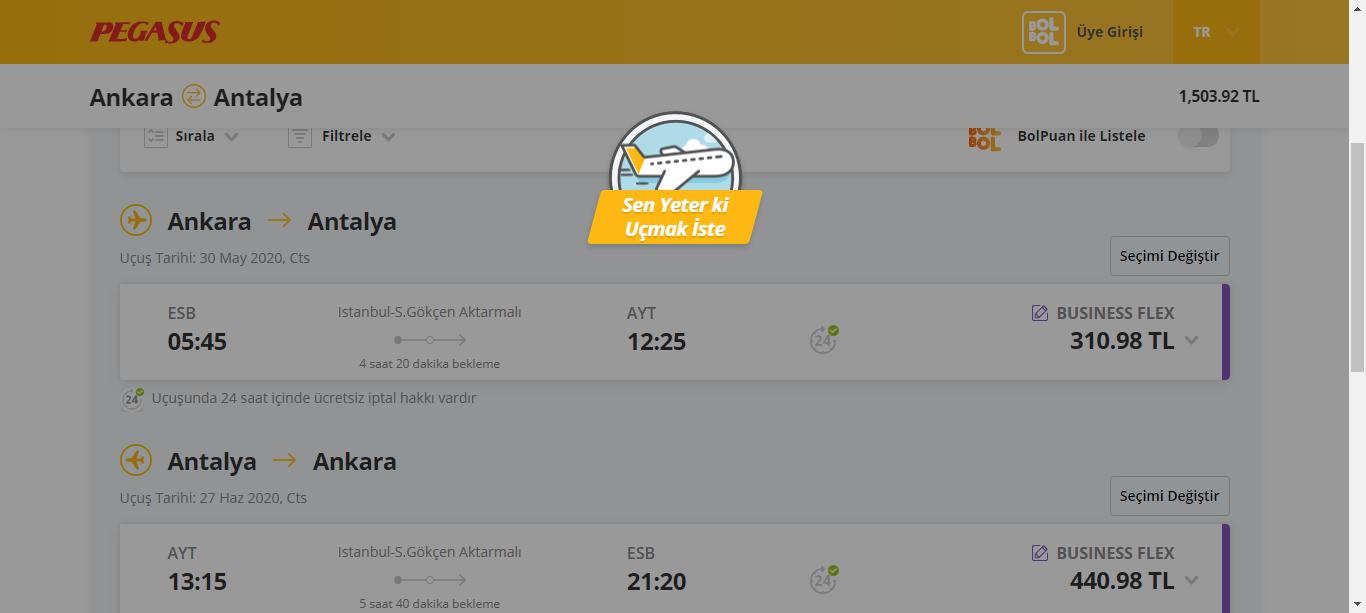 PEGASUS
BOL
BOL
Üye Girişi
TR
Ankara Antalya
1,503.92 TL
Sırala
Filtrele
BOL
BOL
BolPuan ile Listele
Sen Yeter ki
Uçmak İste
Ankara Antalya
Uçuş Tarihi: 30 May 2020, Cts
Seçimi Değiştir
ESB
Istanbul-S.Gökçen Aktarmalı
AYT
BUSINESS FLEX
05:45
12:25
24
310.98 TL
4 saat 20 dakika bekleme
24 Uçuşunda 24 saat içinde ücretsiz iptal hakkı vardır
Antalya Ankara
Uçuş Tarihi: 27 Haz 2020, Cts
Seçimi Değiştir
AYT
Istanbul-S.Gökçen Aktarmalı
ESB
BUSINESS FLEX
13:15
21:20
24
440.98 TL
5 saat 40 dakika bekleme